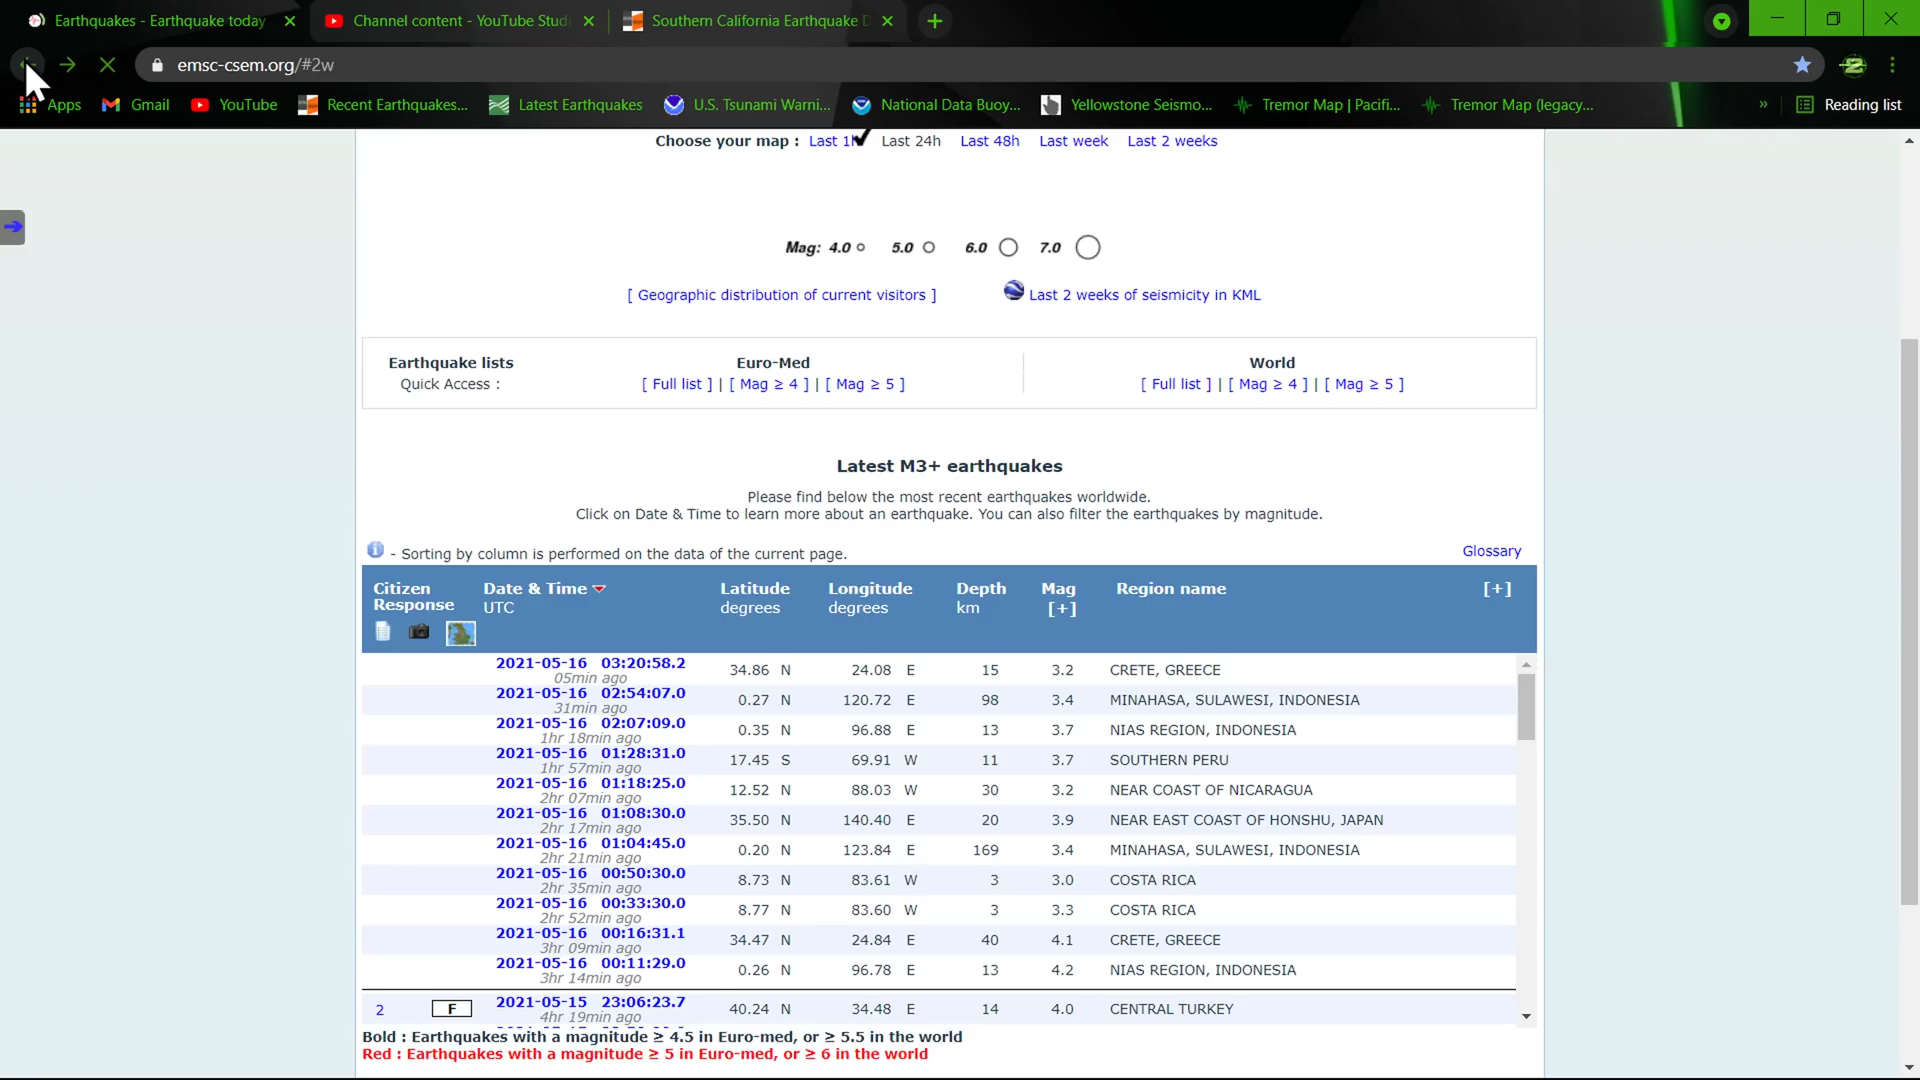 Earthquakes - Earthquake today
Channel content - YouTube Stud
Southern California Earthquake D
emsc-csem.org/#2w
Apps
Gmail
YouTube
Recent Earthquakes...
Latest Earthquakes
U.S. Tsunami Warni...
National Data Buoy...
Yellowstone Seismo...
Tremor Map | Pacifi...
Tremor Map (legacy...
»
Reading list
Choose your map : Last 1h Last 24h Last 48h Last week Last 2 weeks
Mag: 4.0 5.0 6.0 7.0
[ Geographic distribution of current visitors ] Last 2 weeks of seismicity in KML
Earthquake lists Euro-Med World
Quick Access : [ Full list ] | [ Mag ≥ 4 ] | [ Mag ≥ 5 ] [ Full list ] | [ Mag ≥ 4 ] | [ Mag ≥ 5 ]
Latest M3+ earthquakes
Please find below the most recent earthquakes worldwide.
Click on Date & Time to learn more about an earthquake. You can also filter the earthquakes by magnitude.
- Sorting by column is performed on the data of the current page. Glossary
Citizen Response Date & Time UTC Latitude degrees Longitude degrees Depth km Mag [+] Region name [+]
2021-05-16 03:20:58.2 34.86 N 24.08 E 15 3.2 CRETE, GREECE
05min ago
2021-05-16 02:54:07.0 0.27 N 120.72 E 98 3.4 MINAHASA, SULAWESI, INDONESIA
31min ago
2021-05-16 02:07:09.0 0.35 N 96.88 E 13 3.7 NIAS REGION, INDONESIA
1hr 18min ago
2021-05-16 01:28:31.0 17.45 S 69.91 W 11 3.7 SOUTHERN PERU
1hr 57min ago
2021-05-16 01:18:25.0 12.52 N 88.03 W 30 3.2 NEAR COAST OF NICARAGUA
2hr 07min ago
2021-05-16 01:08:30.0 35.50 N 140.40 E 20 3.9 NEAR EAST COAST OF HONSHU, JAPAN
2hr 17min ago
2021-05-16 01:04:45.0 0.20 N 123.84 E 169 3.4 MINAHASA, SULAWESI, INDONESIA
2hr 21min ago
2021-05-16 00:50:30.0 8.73 N 83.61 W 3 3.0 COSTA RICA
2hr 35min ago
2021-05-16 00:33:30.0 8.77 N 83.60 W 3 3.3 COSTA RICA
2hr 52min ago
2021-05-16 00:16:31.1 34.47 N 24.84 E 40 4.1 CRETE, GREECE
3hr 09min ago
2021-05-16 00:11:29.0 0.26 N 96.78 E 13 4.2 NIAS REGION, INDONESIA
3hr 14min ago
2 F 2021-05-15 23:06:23.7 40.24 N 34.48 E 14 4.0 CENTRAL TURKEY
4hr 19min ago
Bold : Earthquakes with a magnitude ≥ 4.5 in Euro-med, or ≥ 5.5 in the world
Red : Earthquakes with a magnitude ≥ 5 in Euro-med, or ≥ 6 in the world